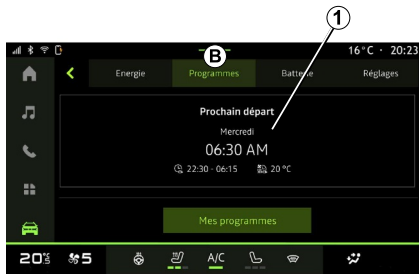 1
B
16°C · 20:23
Energie Programmes Batterie Réglages
Prochain départ
Mercredi
06:30 AM
22:30 - 06:15 20 °C
Mes programmes
20°5 5 A/C